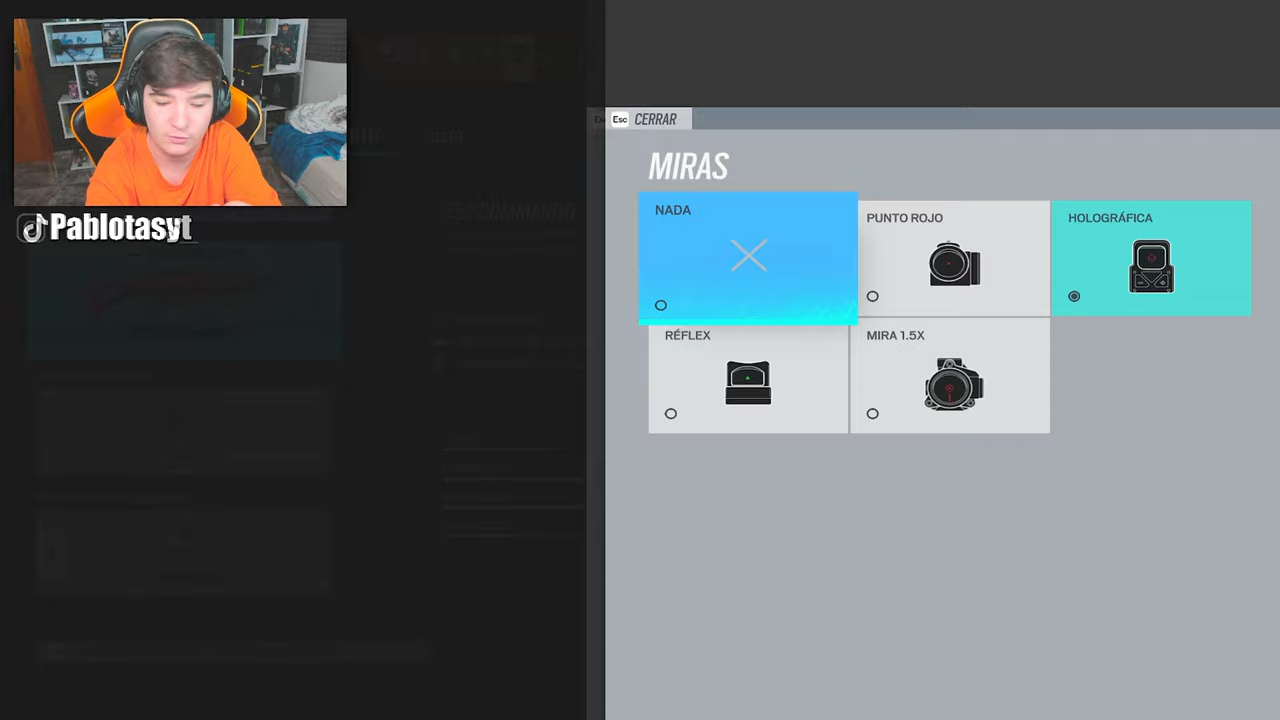 Pablotasyt
Esc CERRAR
MIRAS
NADA
PUNTO ROJO
HOLOGRÁFICA
RÉFLEX
MIRA 1.5X